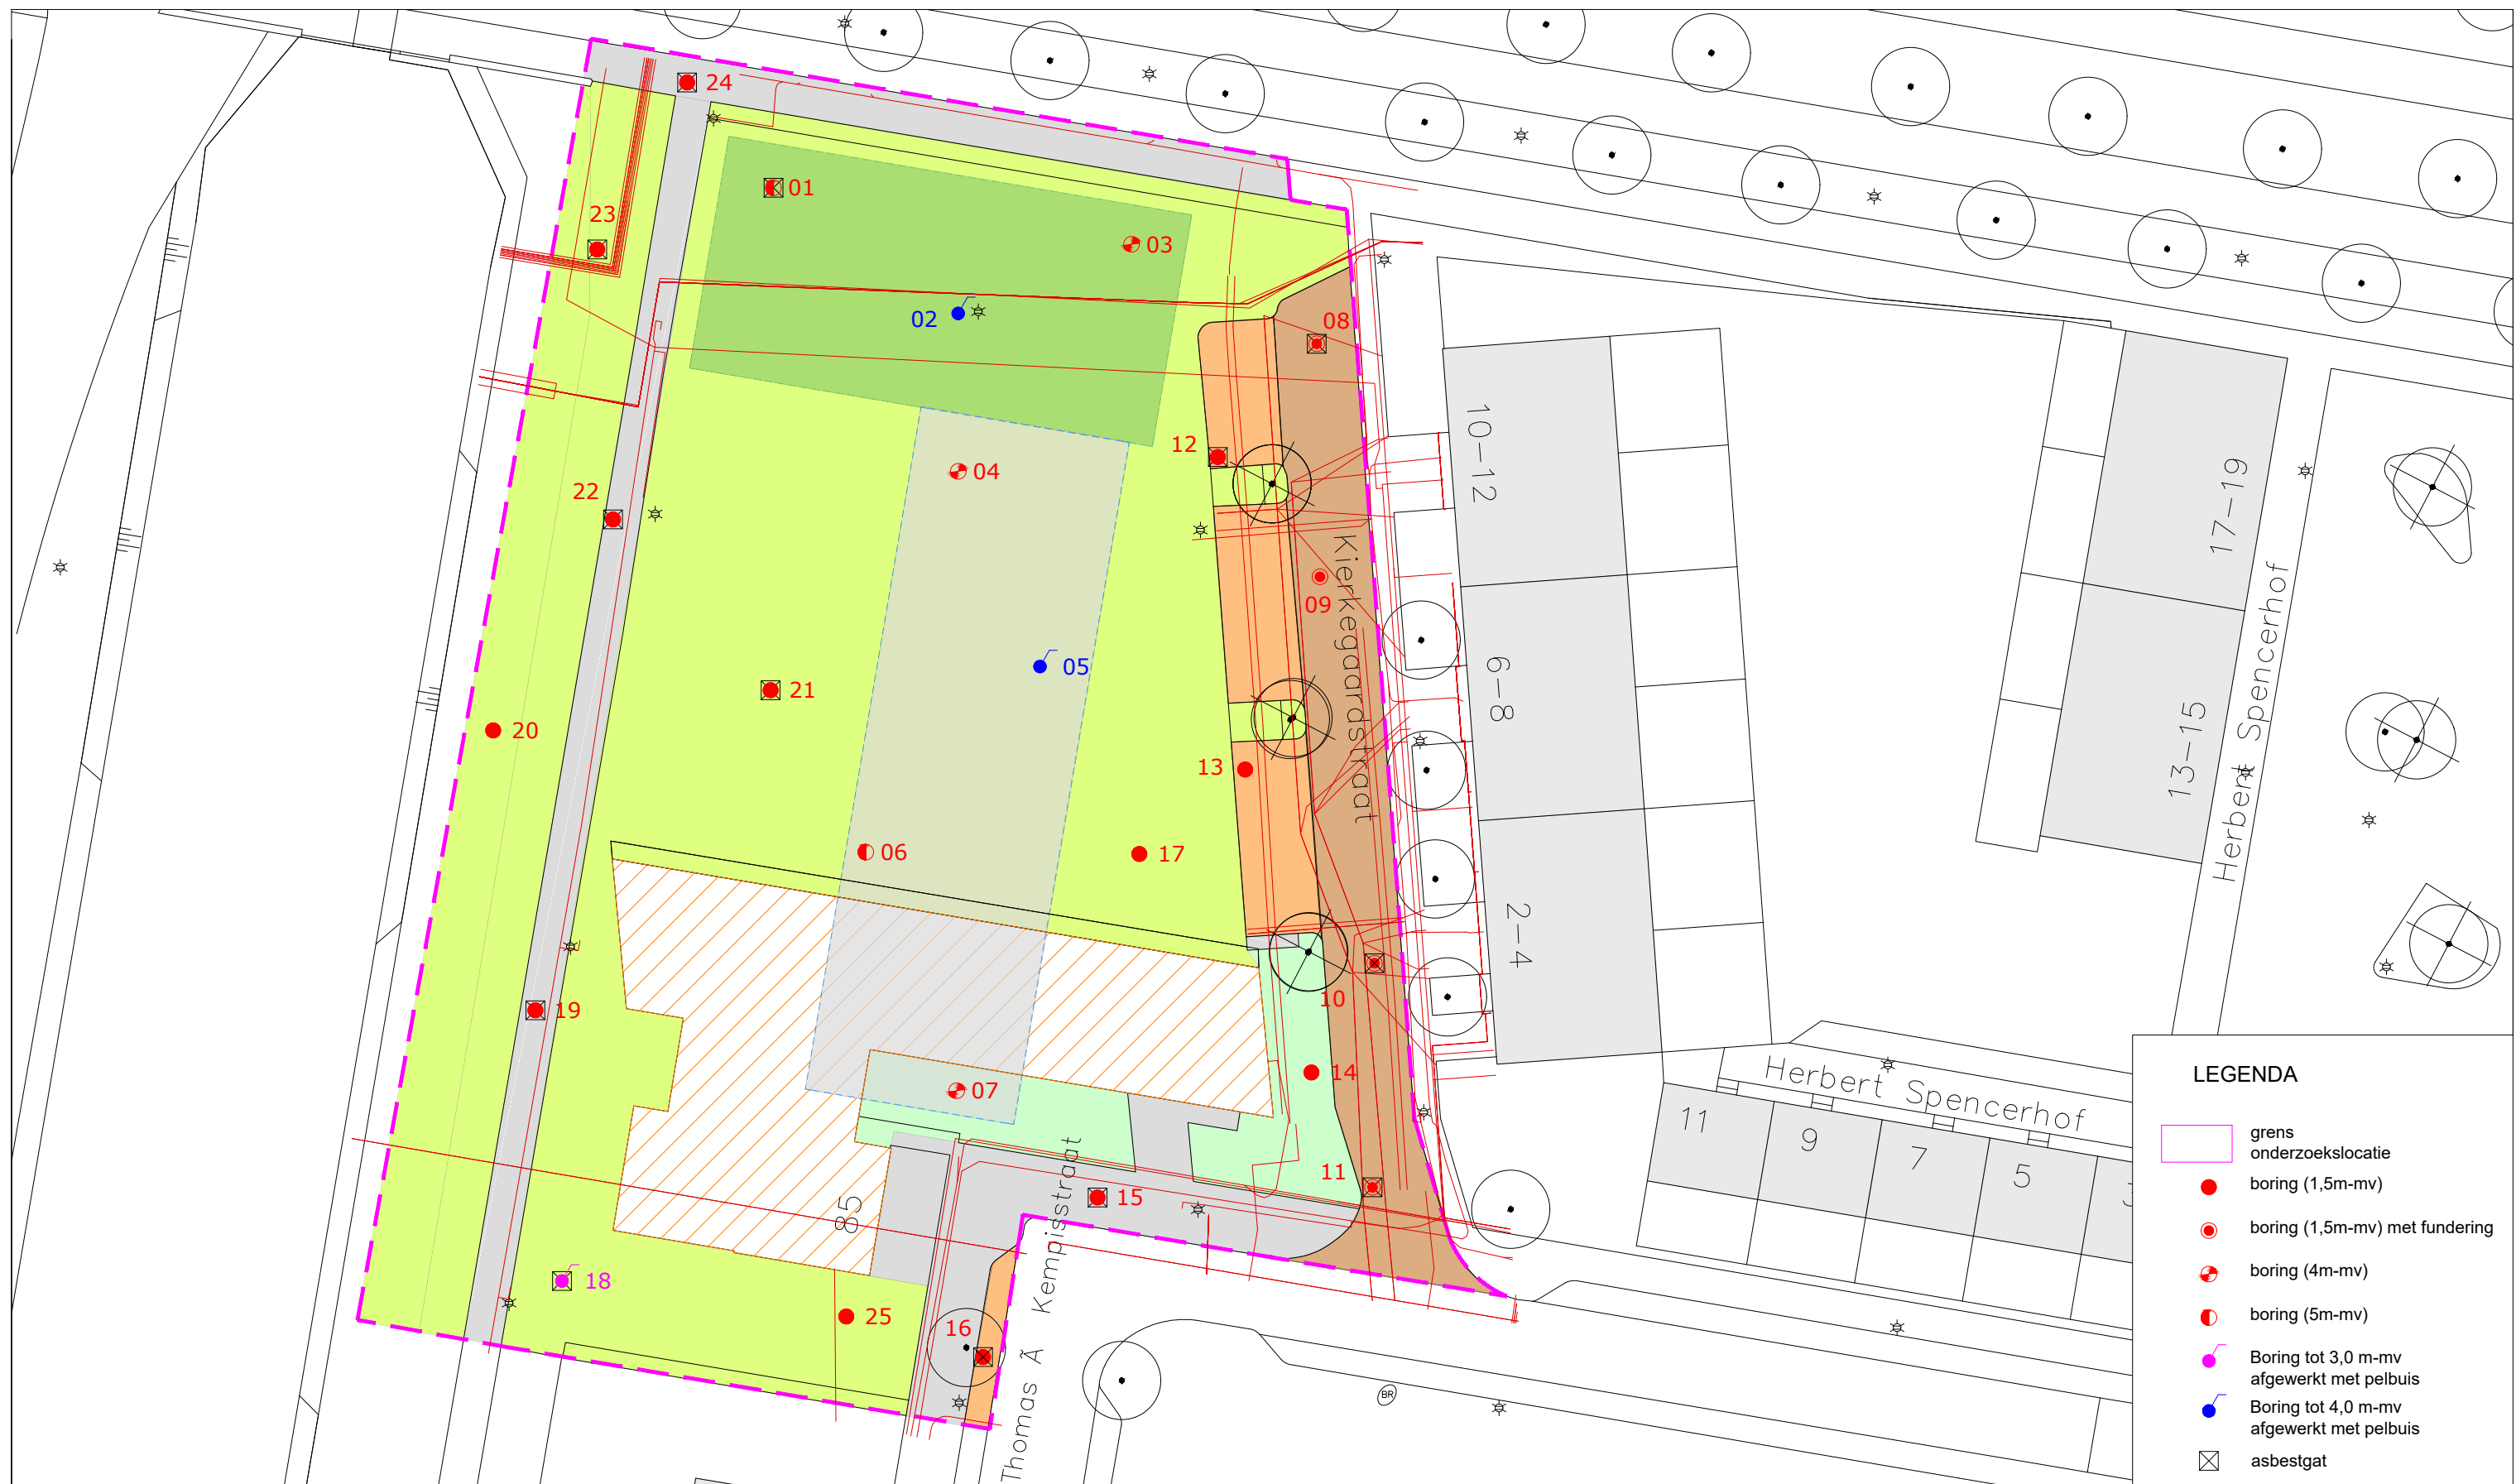 24
01
23
03
02
08
12
10-12
04
22
17-19
Kierkegaardstraat
09
05
6-8
21
20
13
13-15
Herbert Spencerhof
06
17
2-4
10
19
14
07
Herbert Spencerhof
11
9
7
5
11
15
85
18
25
16
Thomas Ã Kempisstraat
BR
LEGENDA
grens
onderzoekslocatie
boring (1,5m-mv)
boring (1,5m-mv) met fundering
boring (4m-mv)
boring (5m-mv)
Boring tot 3,0 m-mv
afgewerkt met pelbuis
Boring tot 4,0 m-mv
afgewerkt met pelbuis
asbestgat